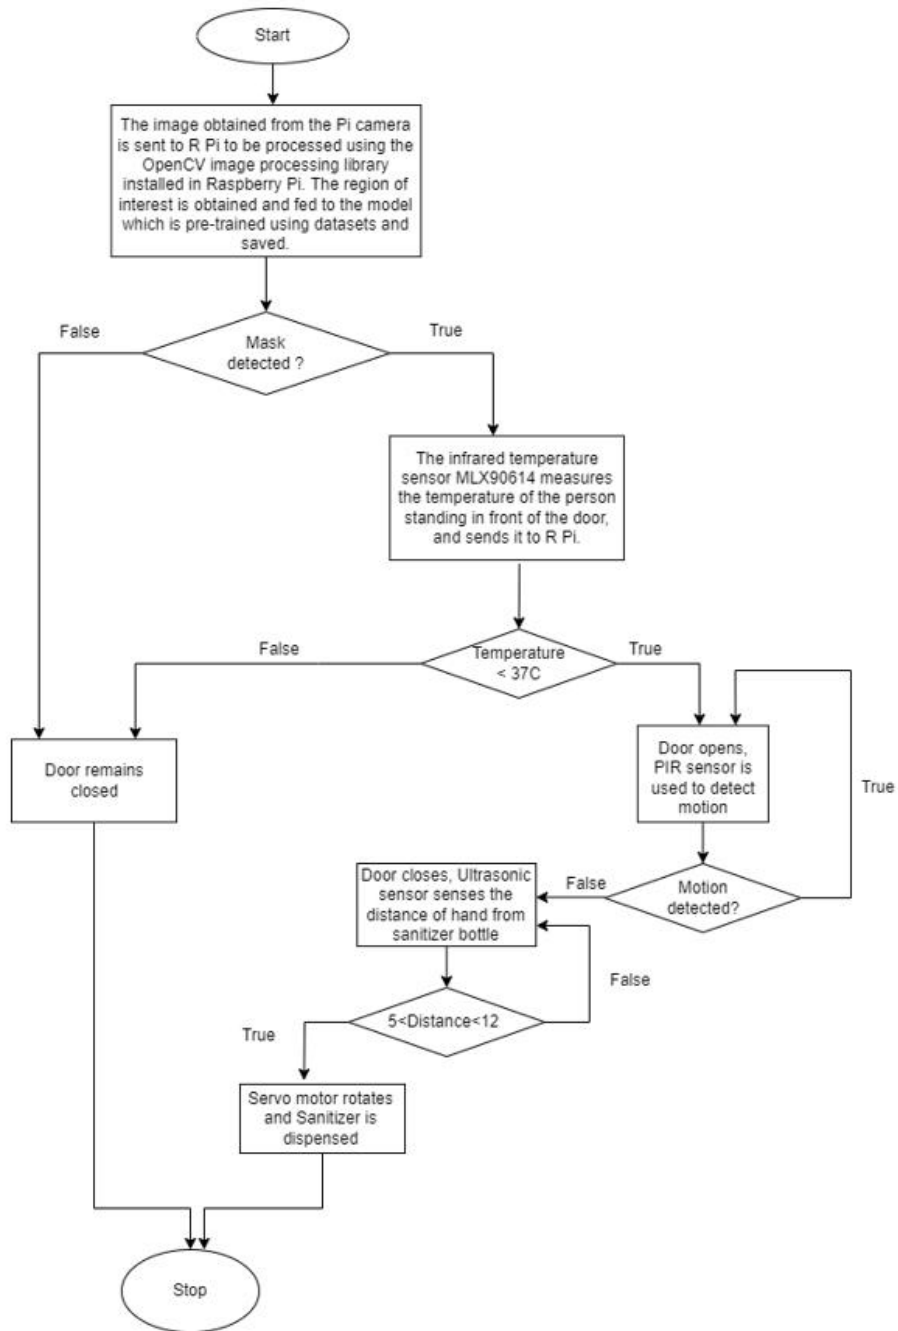 Start
The image obtained from the Pi camera
is sent to R Pi to be processed using the
OpenCV image processing library
installed in Raspberry Pi. The region of
interest is obtained and fed to the model
which is pre-trained using datasets and
saved.
False
True
Mask
detected ?
The infrared temperature
sensor MLX90614 measures
the temperature of the person
standing in front of the door,
and sends it to R Pi.
False
True
Temperature
< 37C
Door remains
closed
Door opens,
PIR sensor is
used to detect
motion
True
Door closes, Ultrasonic
sensor senses the
distance of hand from
sanitizer bottle
False
Motion
detected?
False
5<Distance<12
True
Servo motor rotates
and Sanitizer is
dispensed
Stop